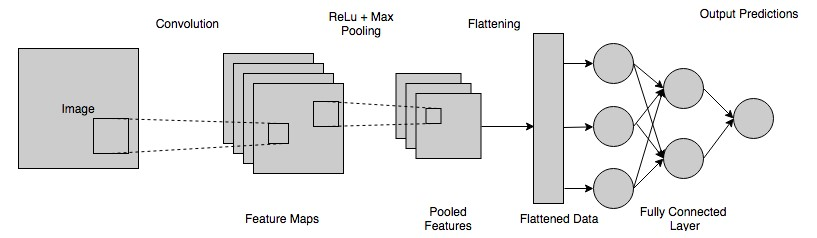 Convolution
ReLu + Max
Pooling
Flattening
Output Predictions
Image
Feature Maps
Pooled
Features
Flattened Data
Fully Connected
Layer